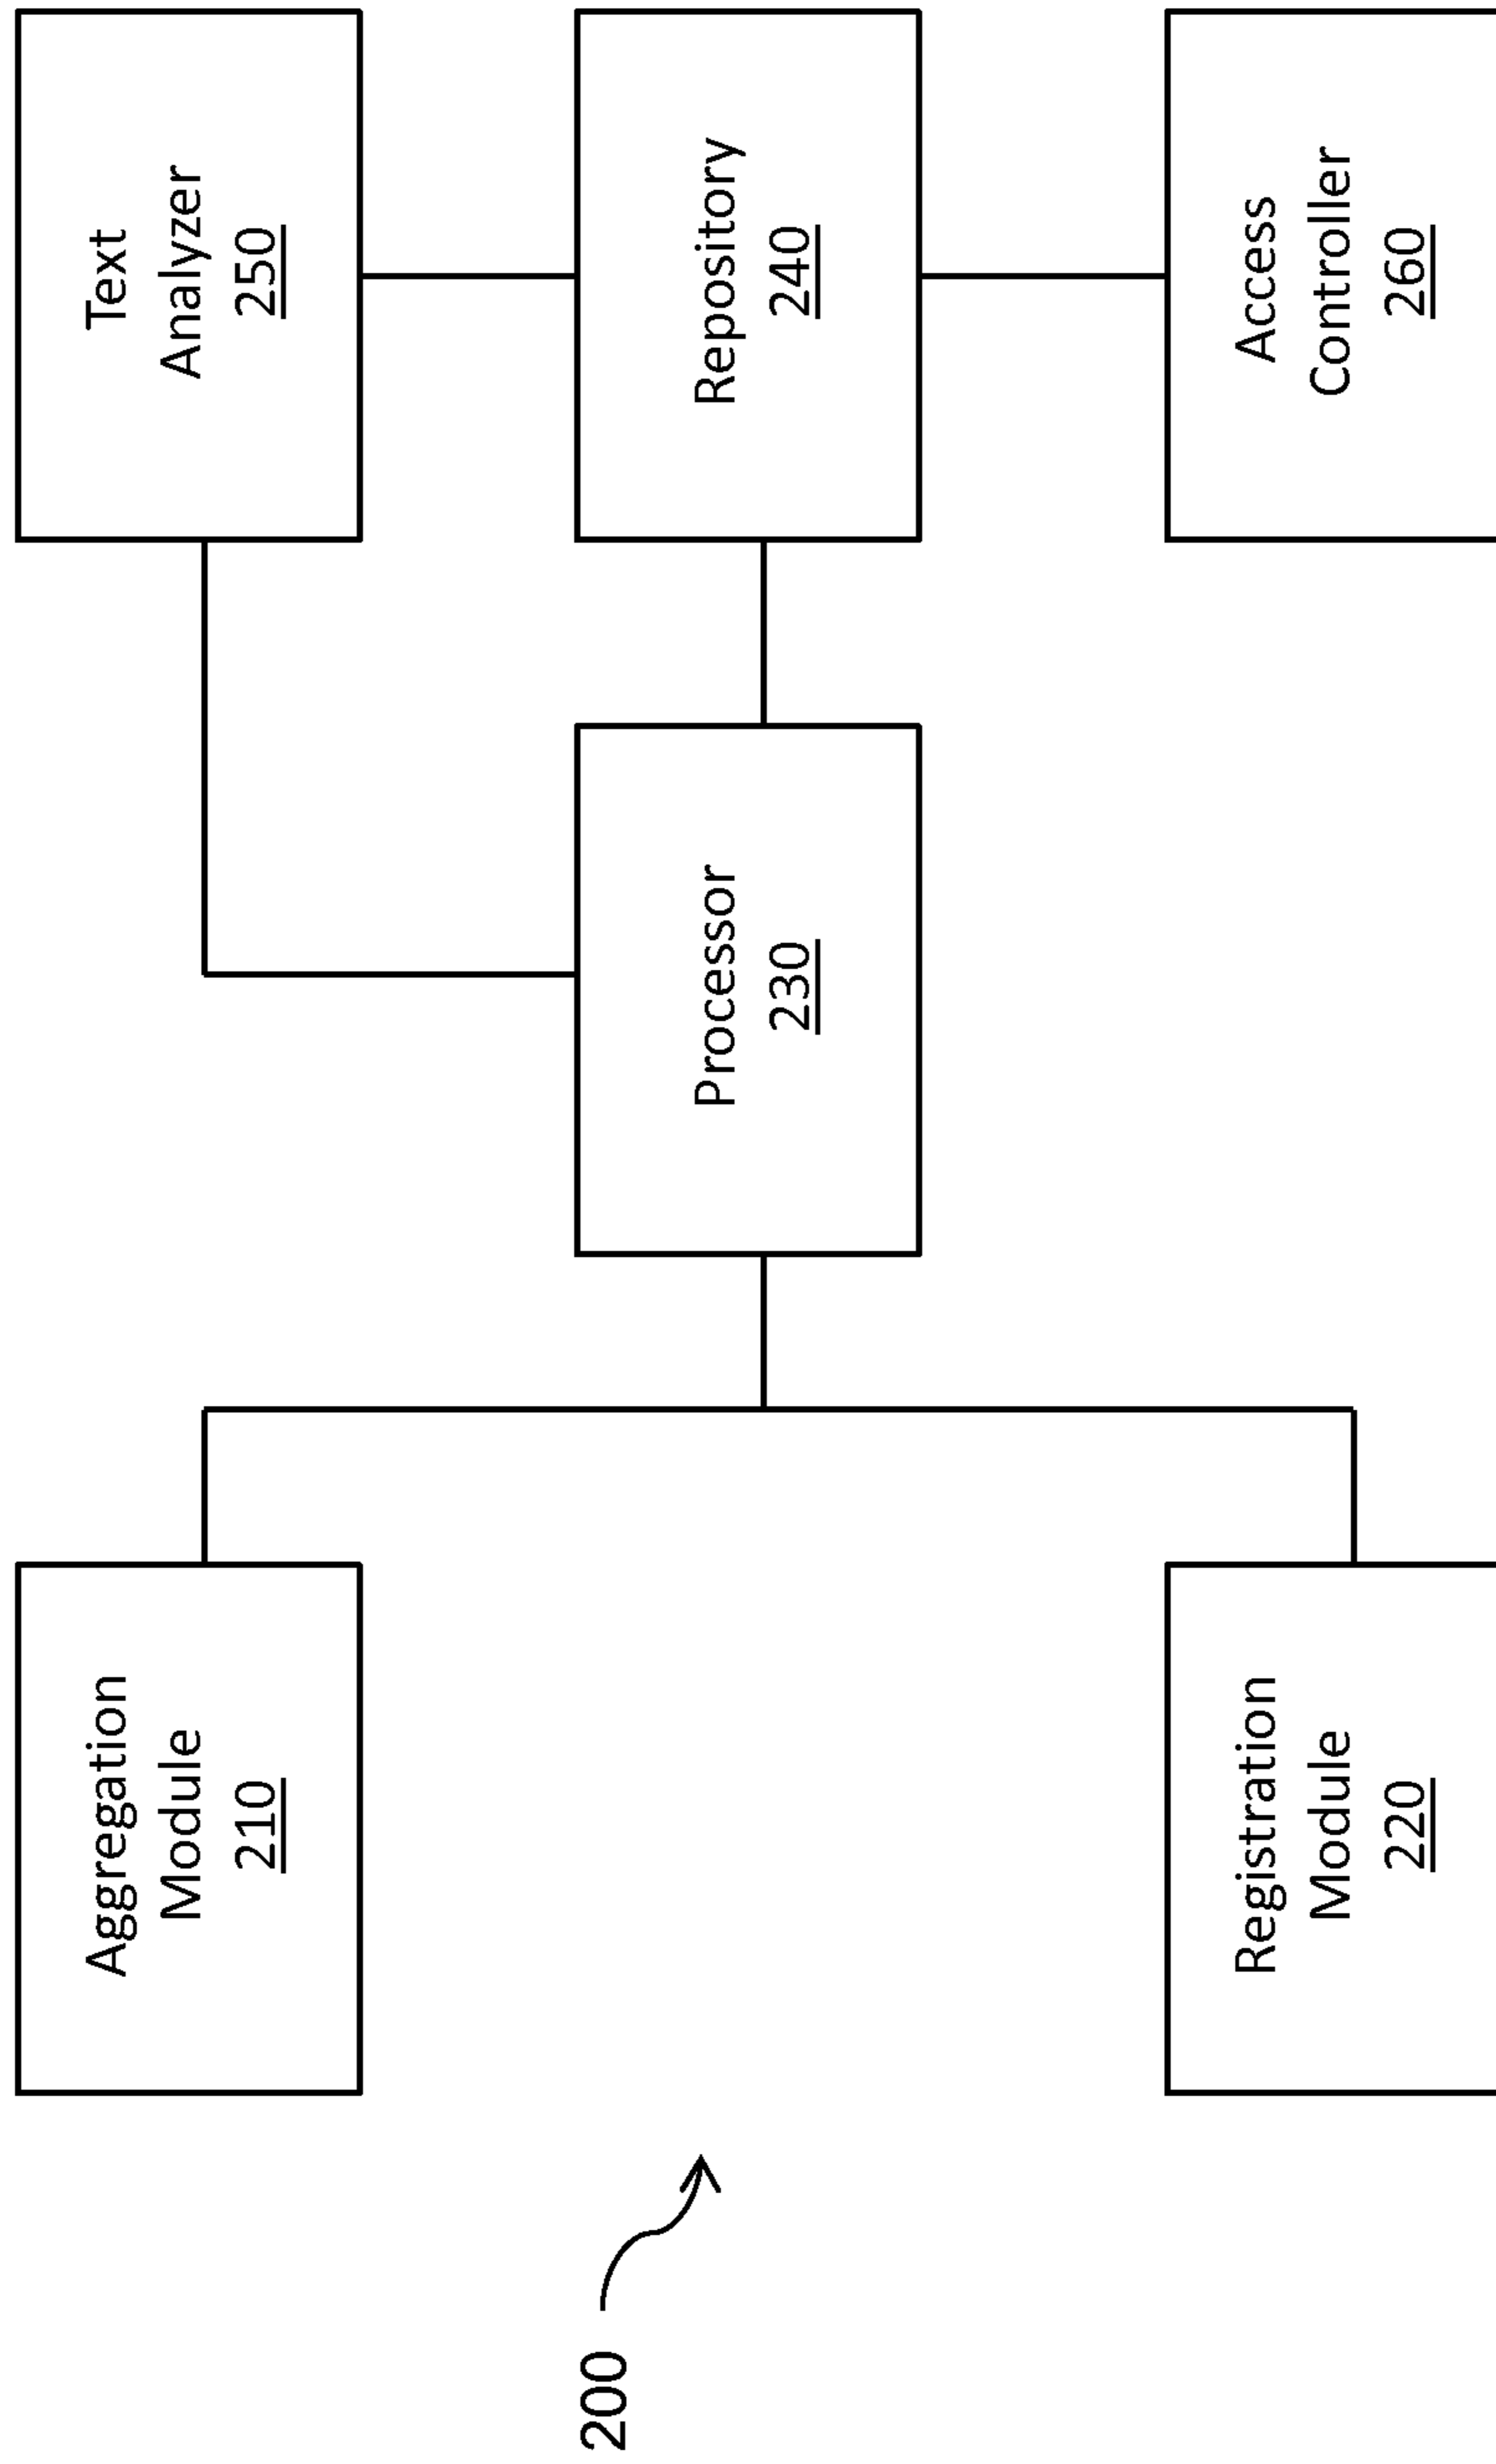 200
Aggregation
Module
210
Registration
Module
220
Processor
230
Text
Analyzer
250
Repository
240
Access
Controller
260